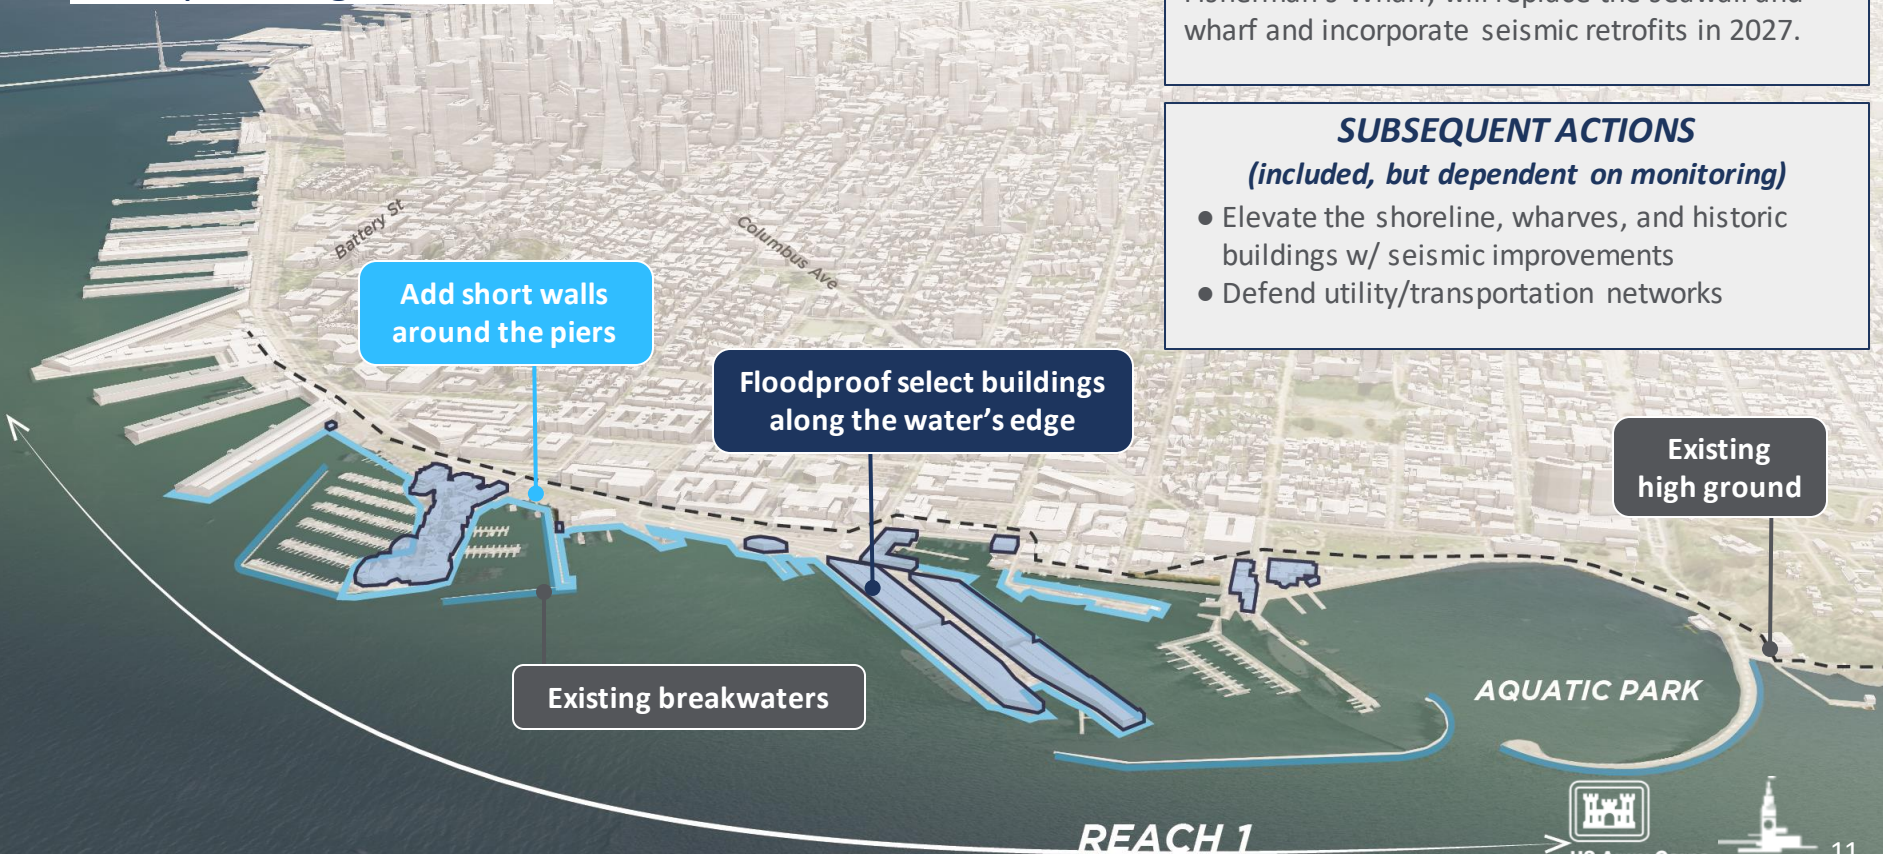 wharf and incorporate seismic retrofits in 2027.
SUBSEQUENT ACTIONS
(included, but dependent on monitoring)
● Elevate the shoreline, wharves, and historic
buildings w/ seismic improvements
● Defend utility/transportation networks
Battery St
Columbus Ave
Add short walls
around the piers
Floodproof select buildings
along the water's edge
Existing
high ground
Existing breakwaters
AQUATIC PARK
REACH 1
11